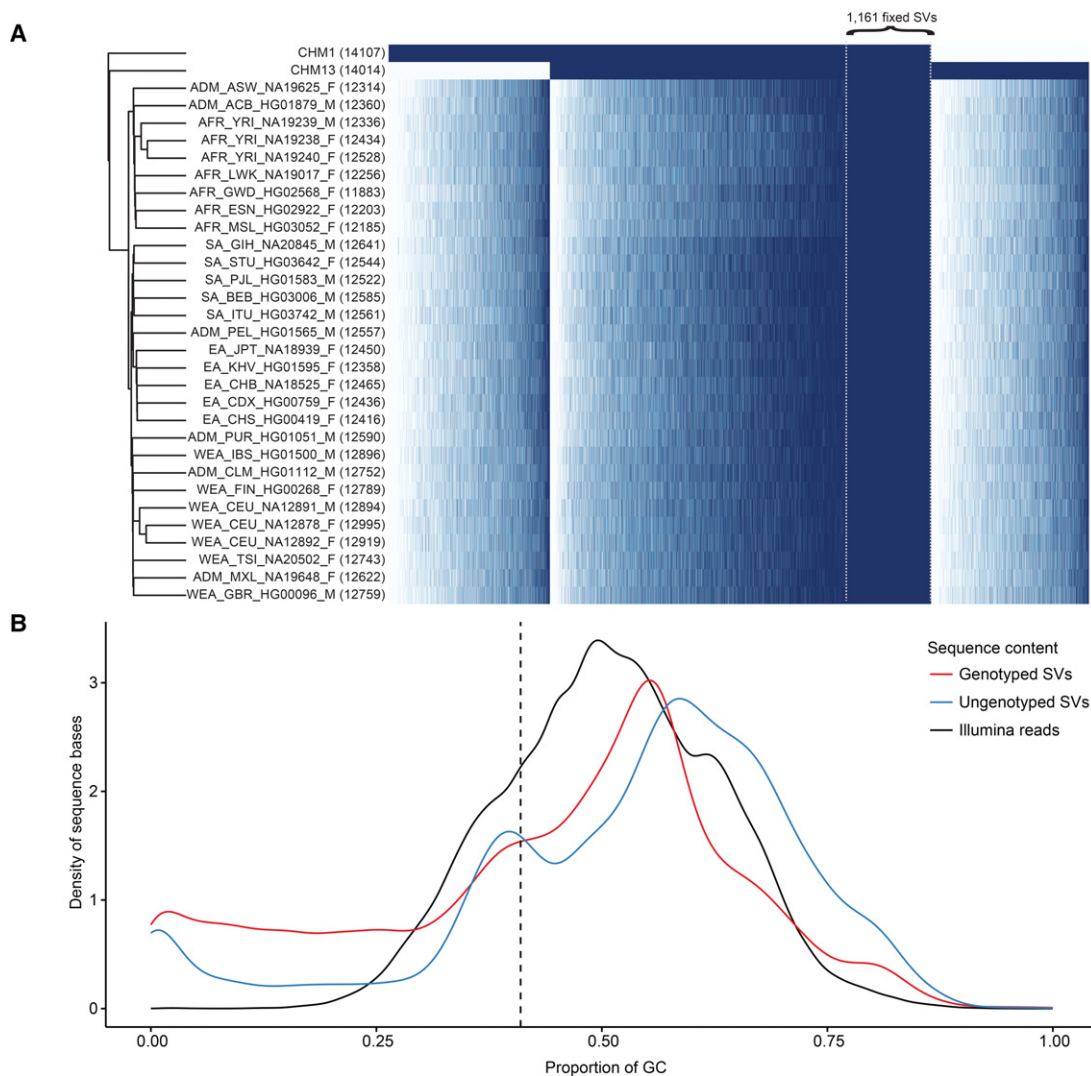 1,161 fixed SVs
A
CHM1 (14107)
CHM13 (14014)
ADM_ASW_NA19625_F (12314)
ADM_ACB_HG01879_M (12360)
AFR_YRI_NA19239_M (12336)
AFR_YRI_NA19238_F (12434)
AFR_YRI_NA19240_F (12528)
AFR_LWK_NA19017_F (12256)
AFR_GWD_HG02568_F (11883)
AFR_ESN_HG02922_F (12203)
AFR_MSL_HG03052_F (12185)
SA_GIH_NA20845_M (12641)
SA_STU_HG03642_F (12544)
SA_PJL_HG01583_M (12522)
SA_BEB_HG03006_M (12585)
SA_ITU_HG03742_M (12561)
ADM_PEL_HG01565_M (12557)
EA_JPT_NA18939_F (12450)
EA_KHV_HG01595_F (12358)
EA_CHB_NA18525_F (12465)
EA_CDX_HG00759_F (12436)
EA_CHS_HG00419_F (12416)
ADM_PUR_HG01051_M (12590)
WEA_IBS_HG01500_M (12896)
ADM_CLM_HG01112_M (12752)
WEA_FIN_HG00268_F (12789)
WEA_CEU_NA12891_M (12894)
WEA_CEU_NA12878_F (12995)
WEA_CEU_NA12892_F (12919)
WEA_TSI_NA20502_F (12743)
ADM_MXL_NA19648_F (12622)
WEA_GBR_HG00096_M (12759)
B
Sequence content
Genotyped SVs
Ungenotyped SVs
Illumina reads
Density of sequence bases
3
2
1
0
0.00
0.25
0.50
0.75
1.00
Proportion of GC